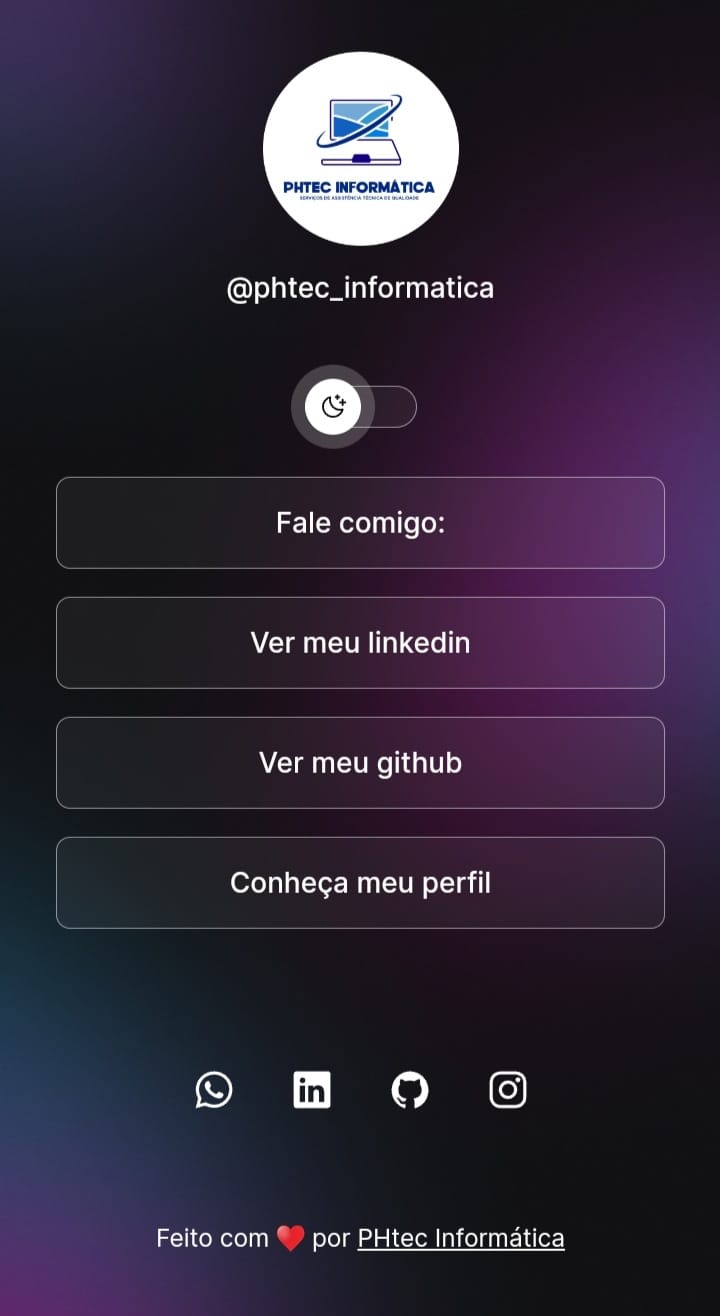 PHTEC INFORMÁTICA
SERVIÇOS DE ASSISTÊNCIA TÉCNICA DE QUALIDADE
@phtec_informatica
Fale comigo:
Ver meu linkedin
Ver meu github
Conheça meu perfil
in
Feito com ❤️ por PHtec Informática